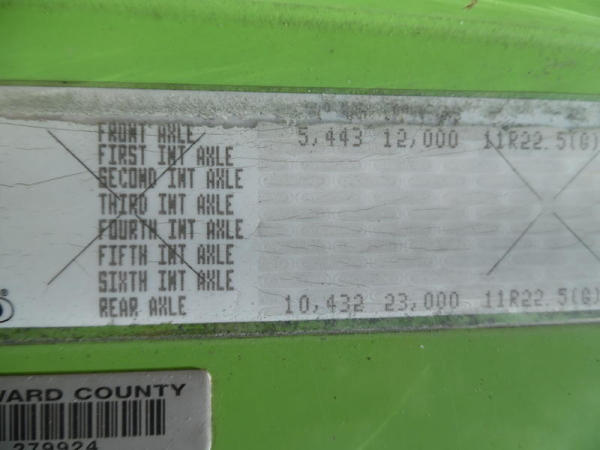 FRONT AXLE 5,443 12,000 11R22.5(G)
FIRST INT AXLE
SECOND INT AXLE
THIRD INT AXLE
FOURTH INT AXLE
FIFTH INT AXLE
SIXTH INT AXLE
REAR AXLE 10,432 23,000 11R22.5(G)
®
WARD COUNTY
279924